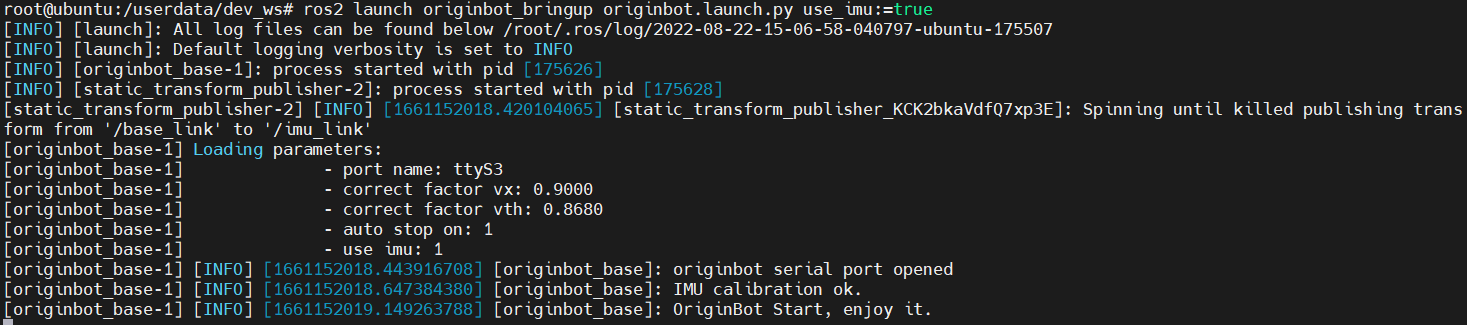 root@ubuntu:/userdata/dev_ws# ros2 launch originbot_bringup originbot.launch.py use_imu:=true
[INFO] [launch]: All log files can be found below /root/.ros/log/2022-08-22-15-06-58-040797-ubuntu-175507
[INFO] [launch]: Default logging verbosity is set to INFO
[INFO] [originbot_base-1]: process started with pid [175626]
[INFO] [static_transform_publisher-2]: process started with pid [175628]
[static_transform_publisher-2] [INFO] [1661152018.420104065] [static_transform_publisher_KCK2bkaVdfQ7xp3E]: Spinning until killed publishing trans
form from '/base_link' to '/imu_link'
[originbot_base-1] Loading parameters:
[originbot_base-1]             - port name: ttyS3
[originbot_base-1]             - correct factor vx: 0.9000
[originbot_base-1]             - correct factor vth: 0.8680
[originbot_base-1]             - auto stop on: 1
[originbot_base-1]             - use imu: 1
[originbot_base-1] [INFO] [1661152018.443916708] [originbot_base]: originbot serial port opened
[originbot_base-1] [INFO] [1661152018.647384380] [originbot_base]: IMU calibration ok.
[originbot_base-1] [INFO] [1661152019.149263788] [originbot_base]: OriginBot Start, enjoy it.